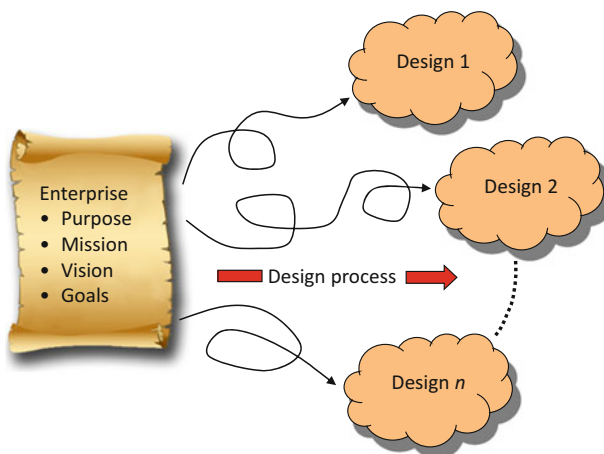 Design 1
Enterprise
• Purpose
• Mission
• Vision
• Goals
Design 2
Design process
Design n